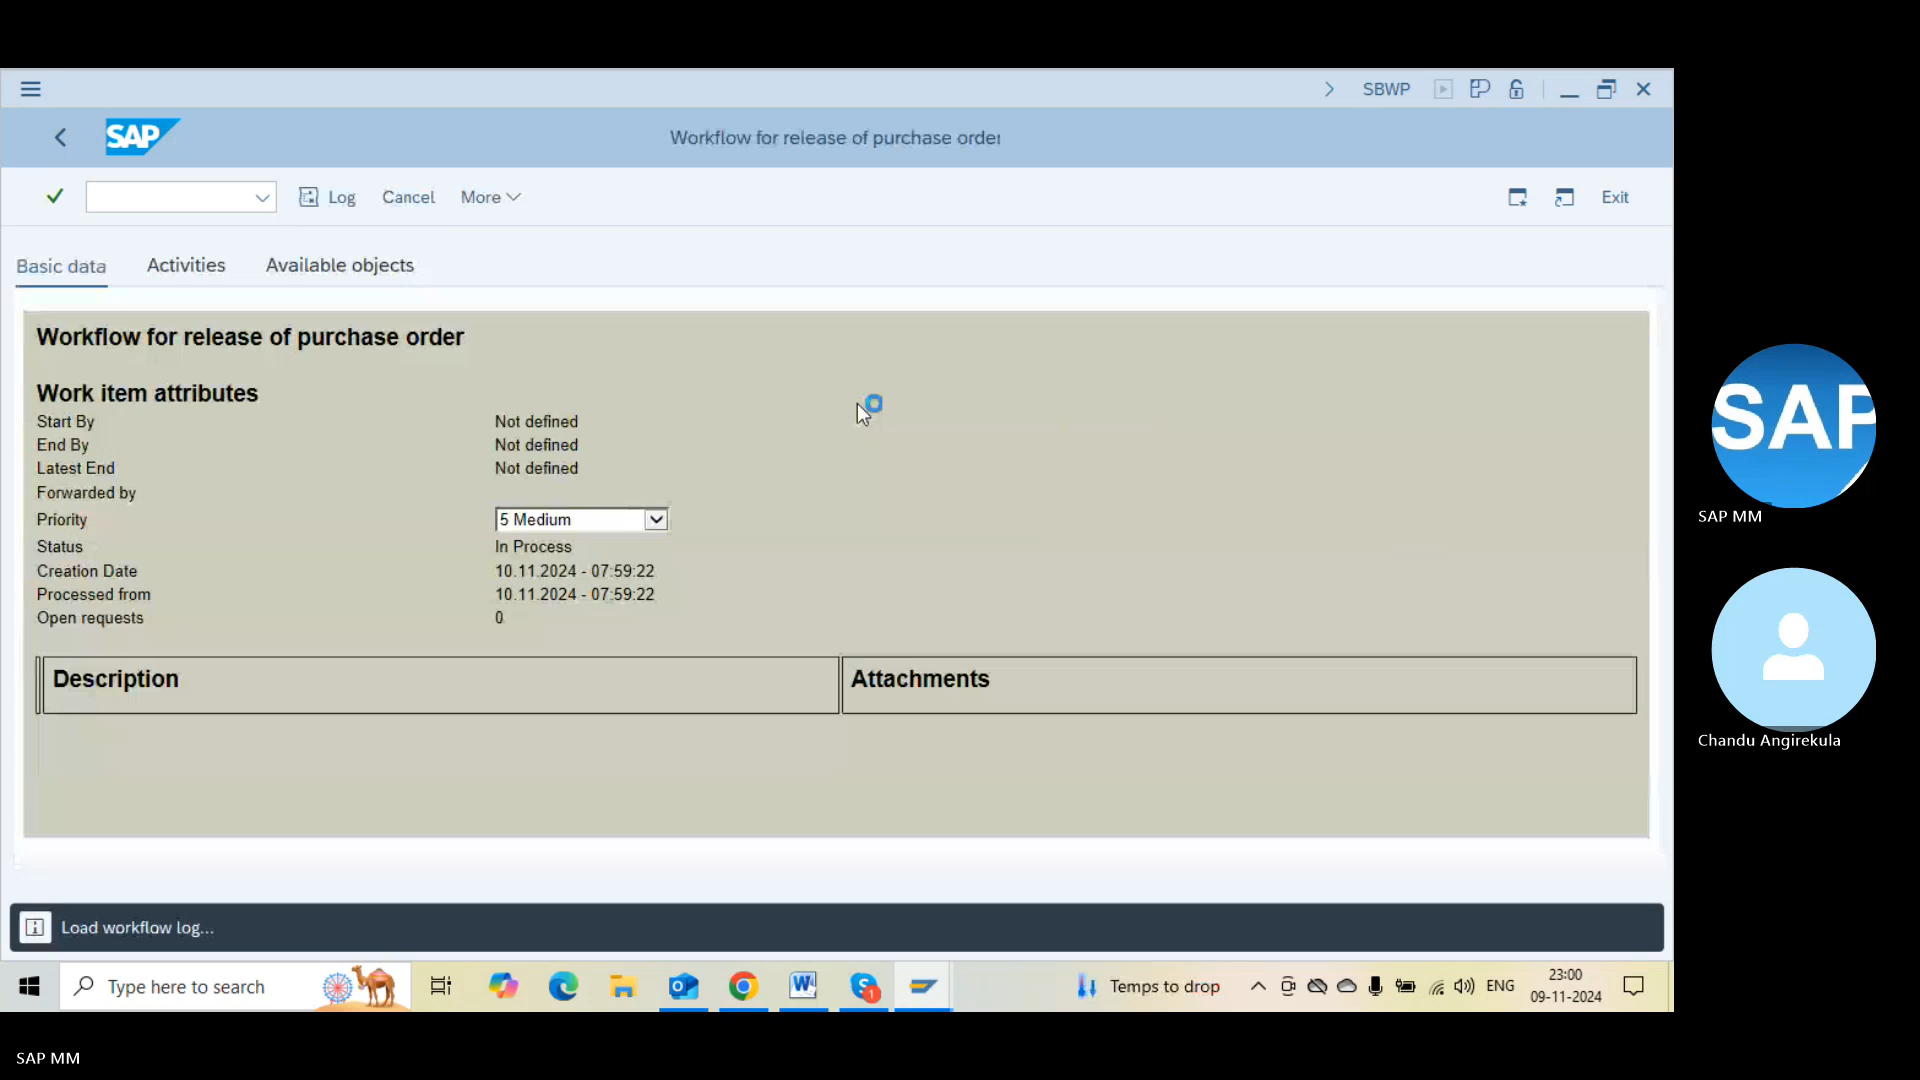 SBWP
SAP
Workflow for release of purchase order
Log Cancel More
Exit
Basic data Activities Available objects
Workflow for release of purchase order
Work item attributes
Start By Not defined
End By Not defined
Latest End Not defined
Forwarded by
Priority 5 Medium
Status In Process
Creation Date 10.11.2024 - 07:59:22
Processed from 10.11.2024 - 07:59:22
Open requests 0
Description Attachments
Load workflow log...
Type here to search
Temps to drop
ENG
23:00
09-11-2024
1
SAP
SAP MM
Chandu Angirekula
SAP MM